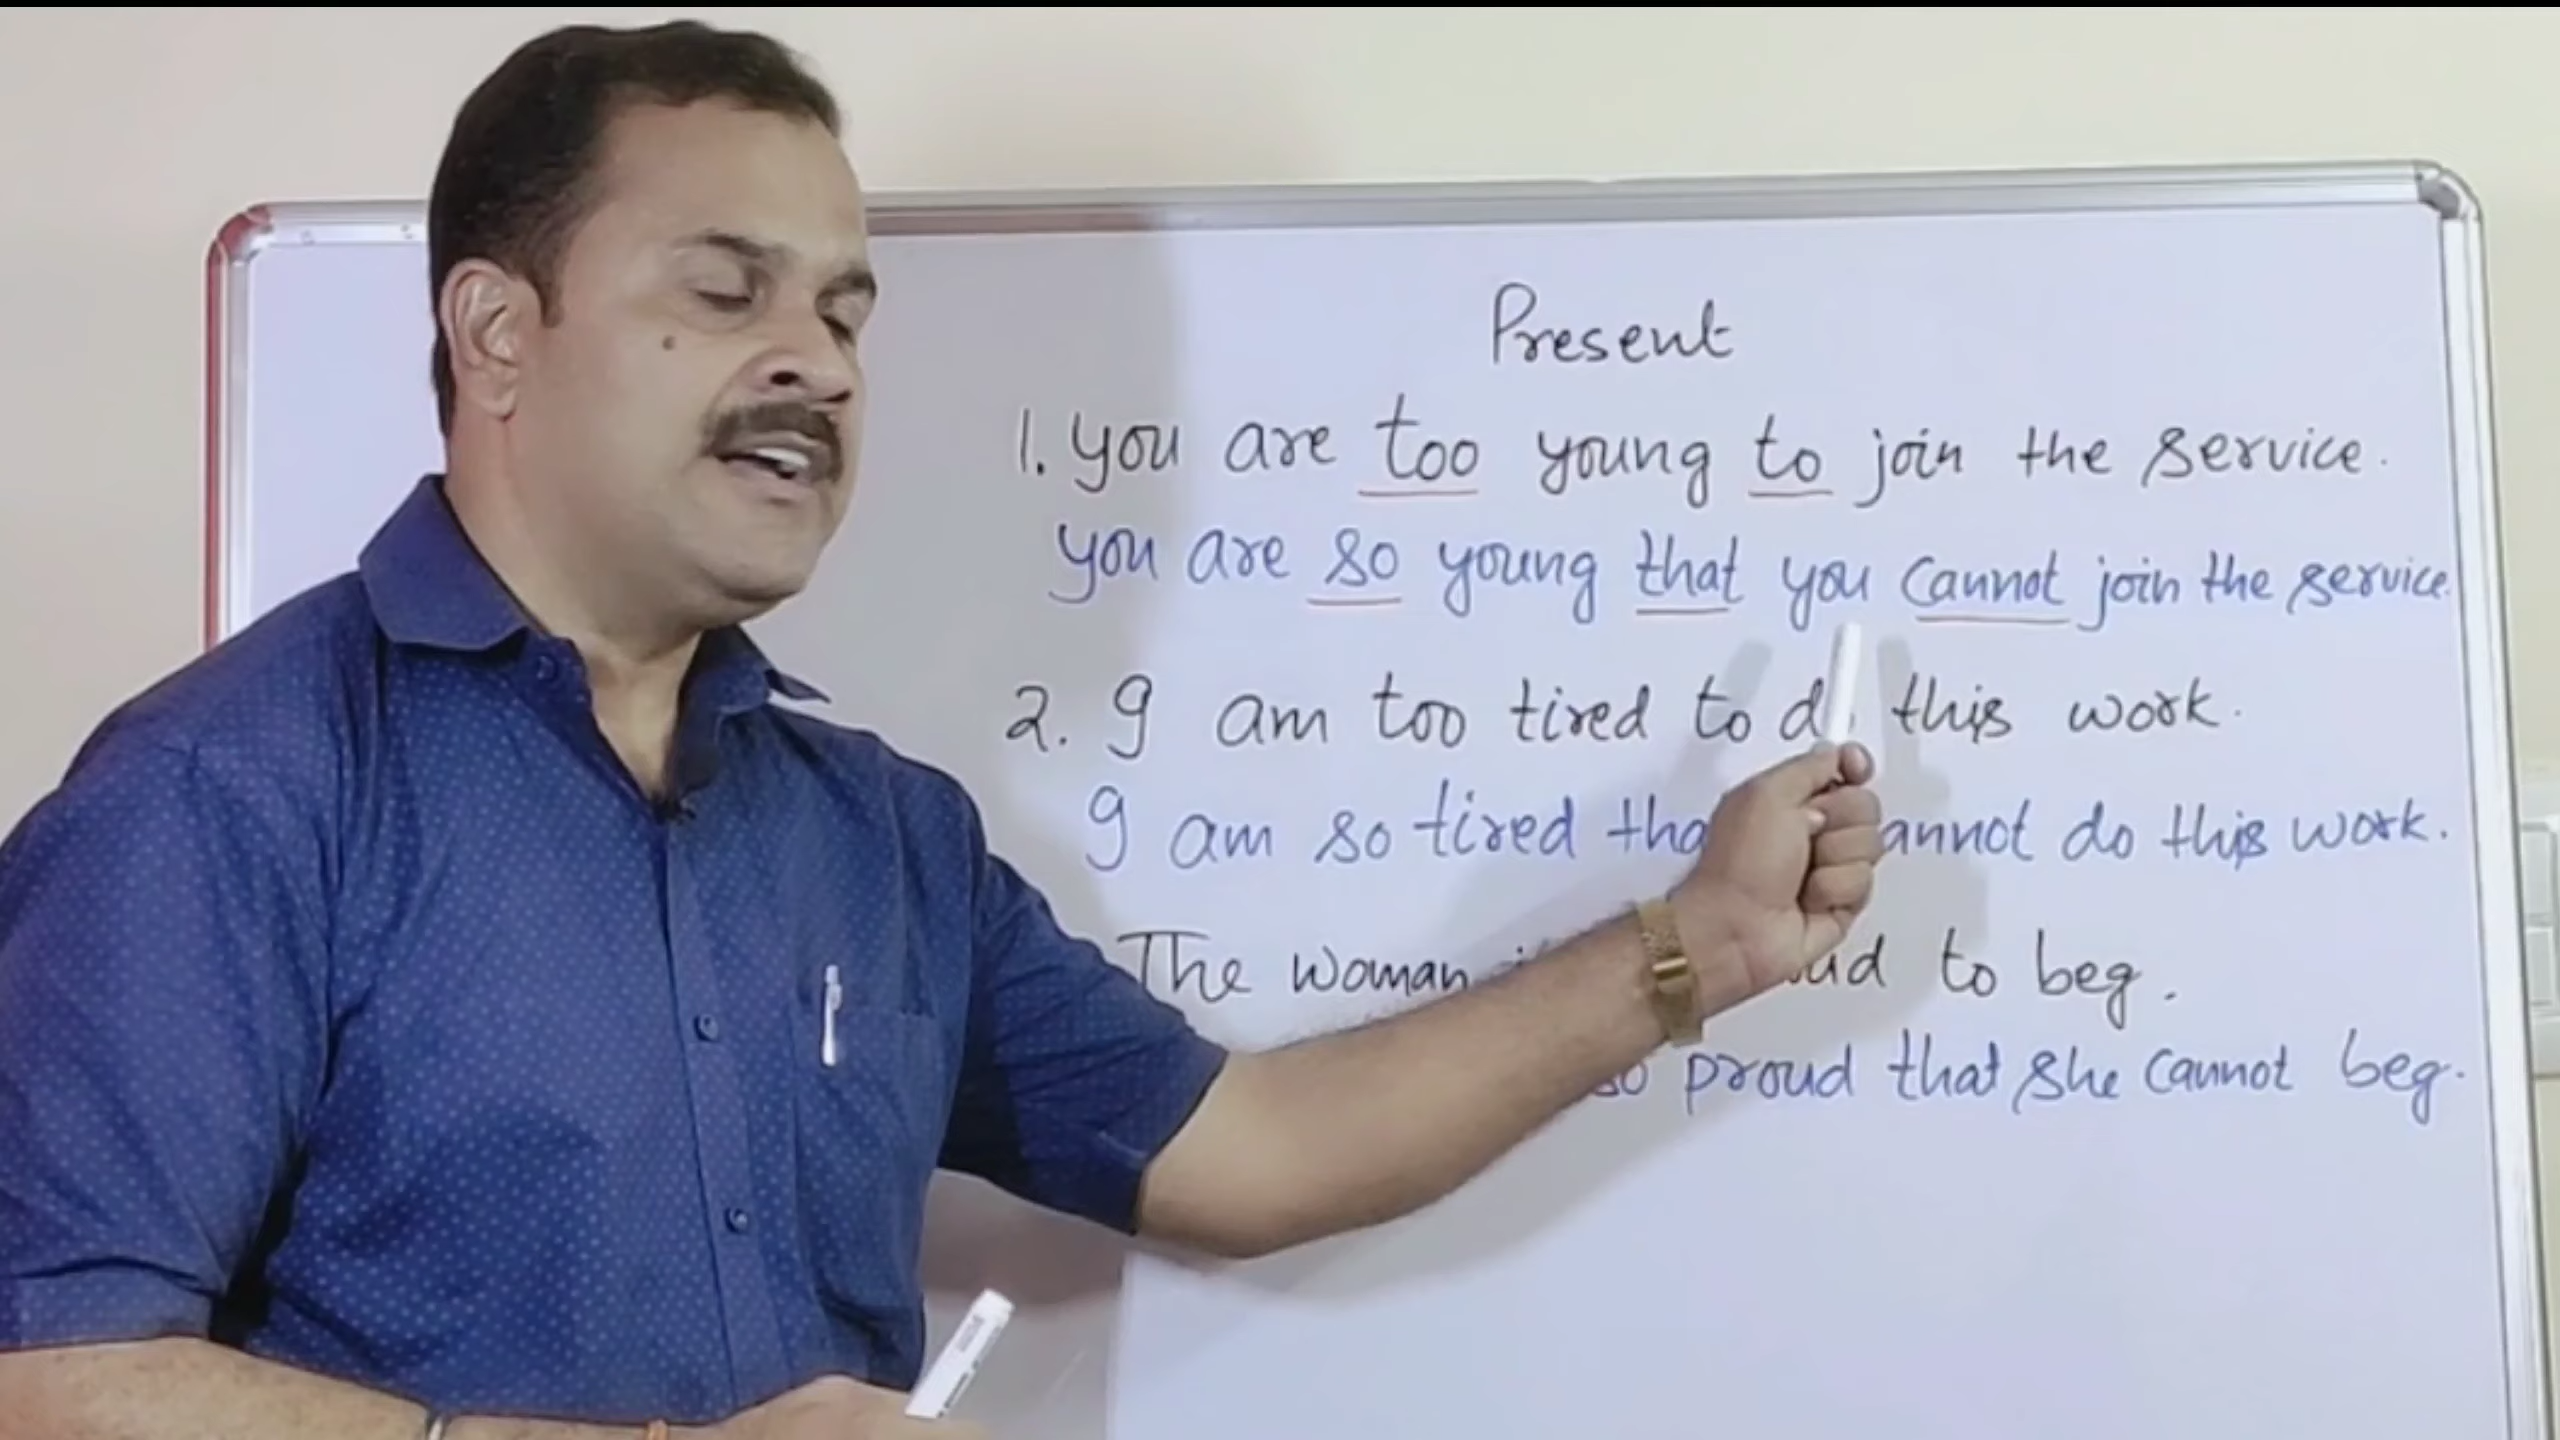 Present
1. you are too young to join the service.
you are so young that you cannot join the service.
2. I am too tired to this work.
I am so tired do this work.
The woman to beg.
so proud that she cannot beg.